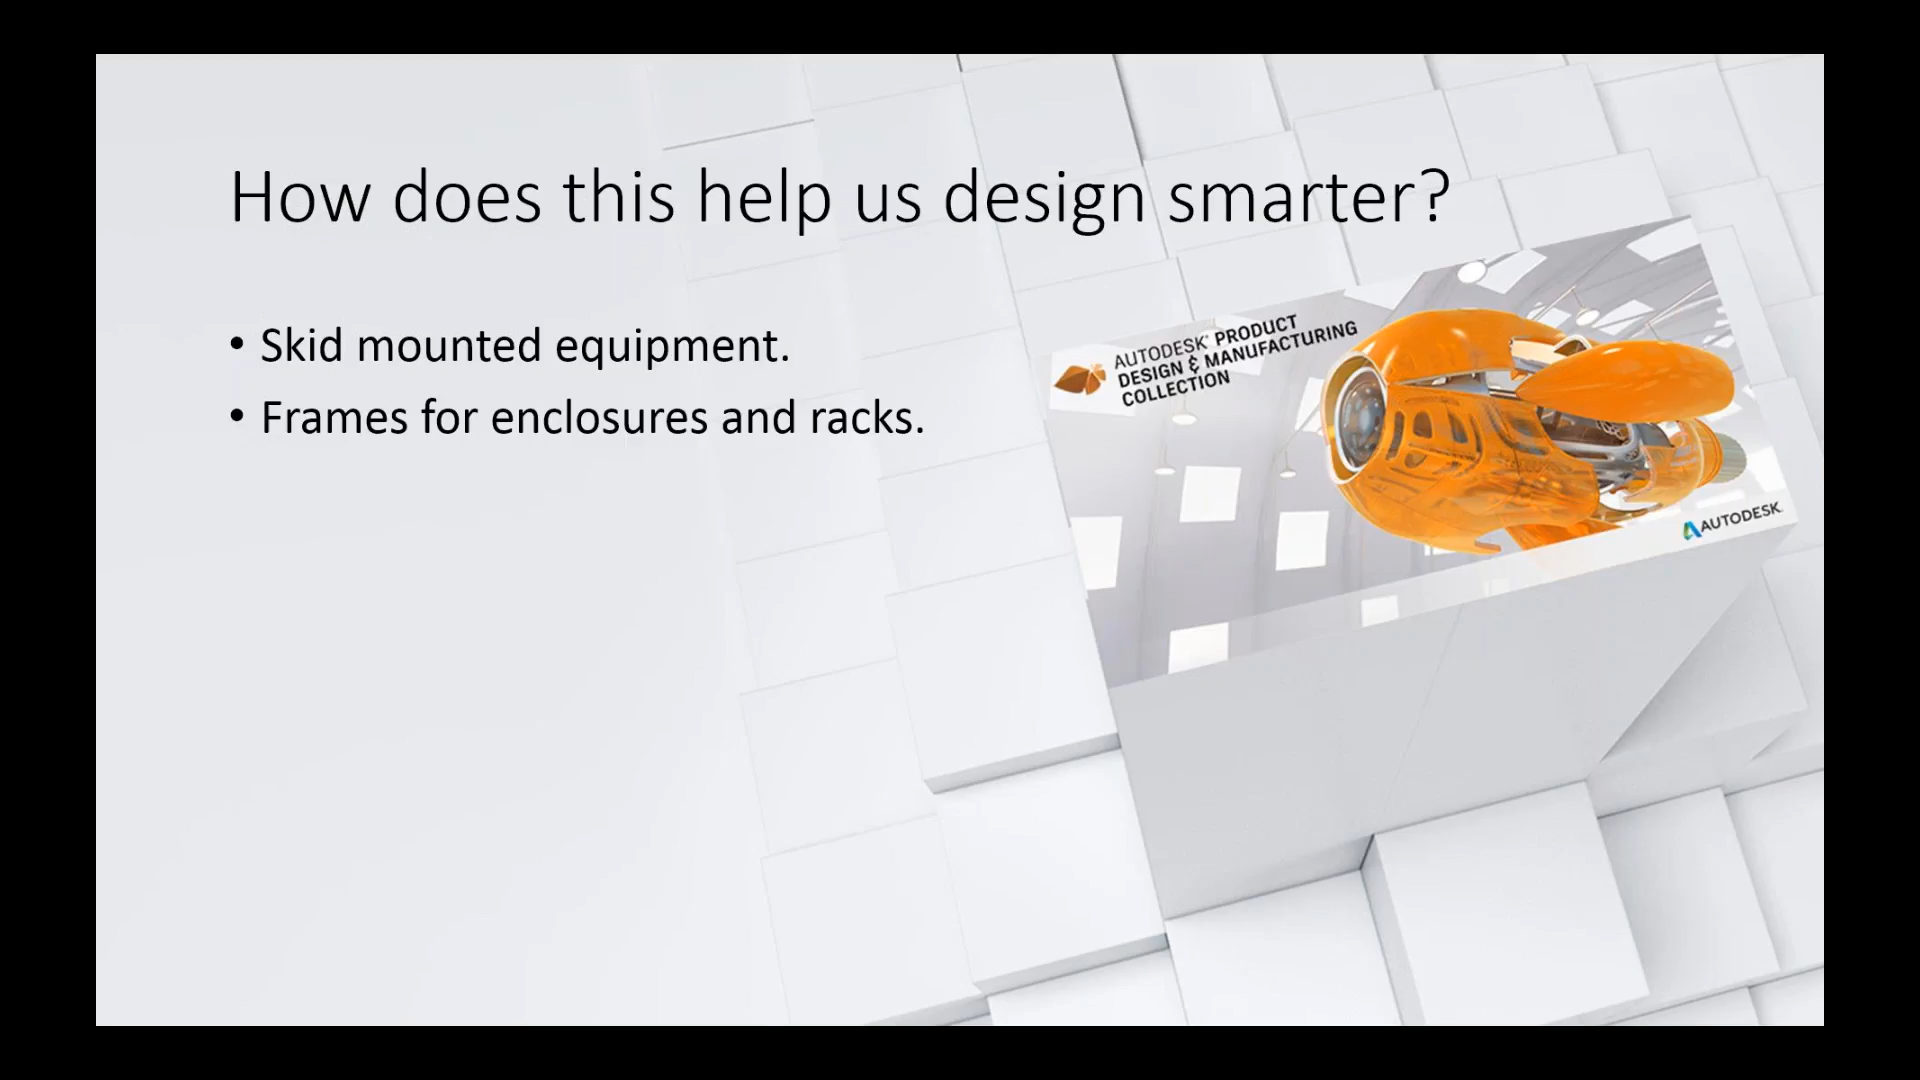 How does this help us design smarter?
• Skid mounted equipment.
• Frames for enclosures and racks.
AUTODESK® PRODUCT
DESIGN & MANUFACTURING
COLLECTION
AUTODESK.